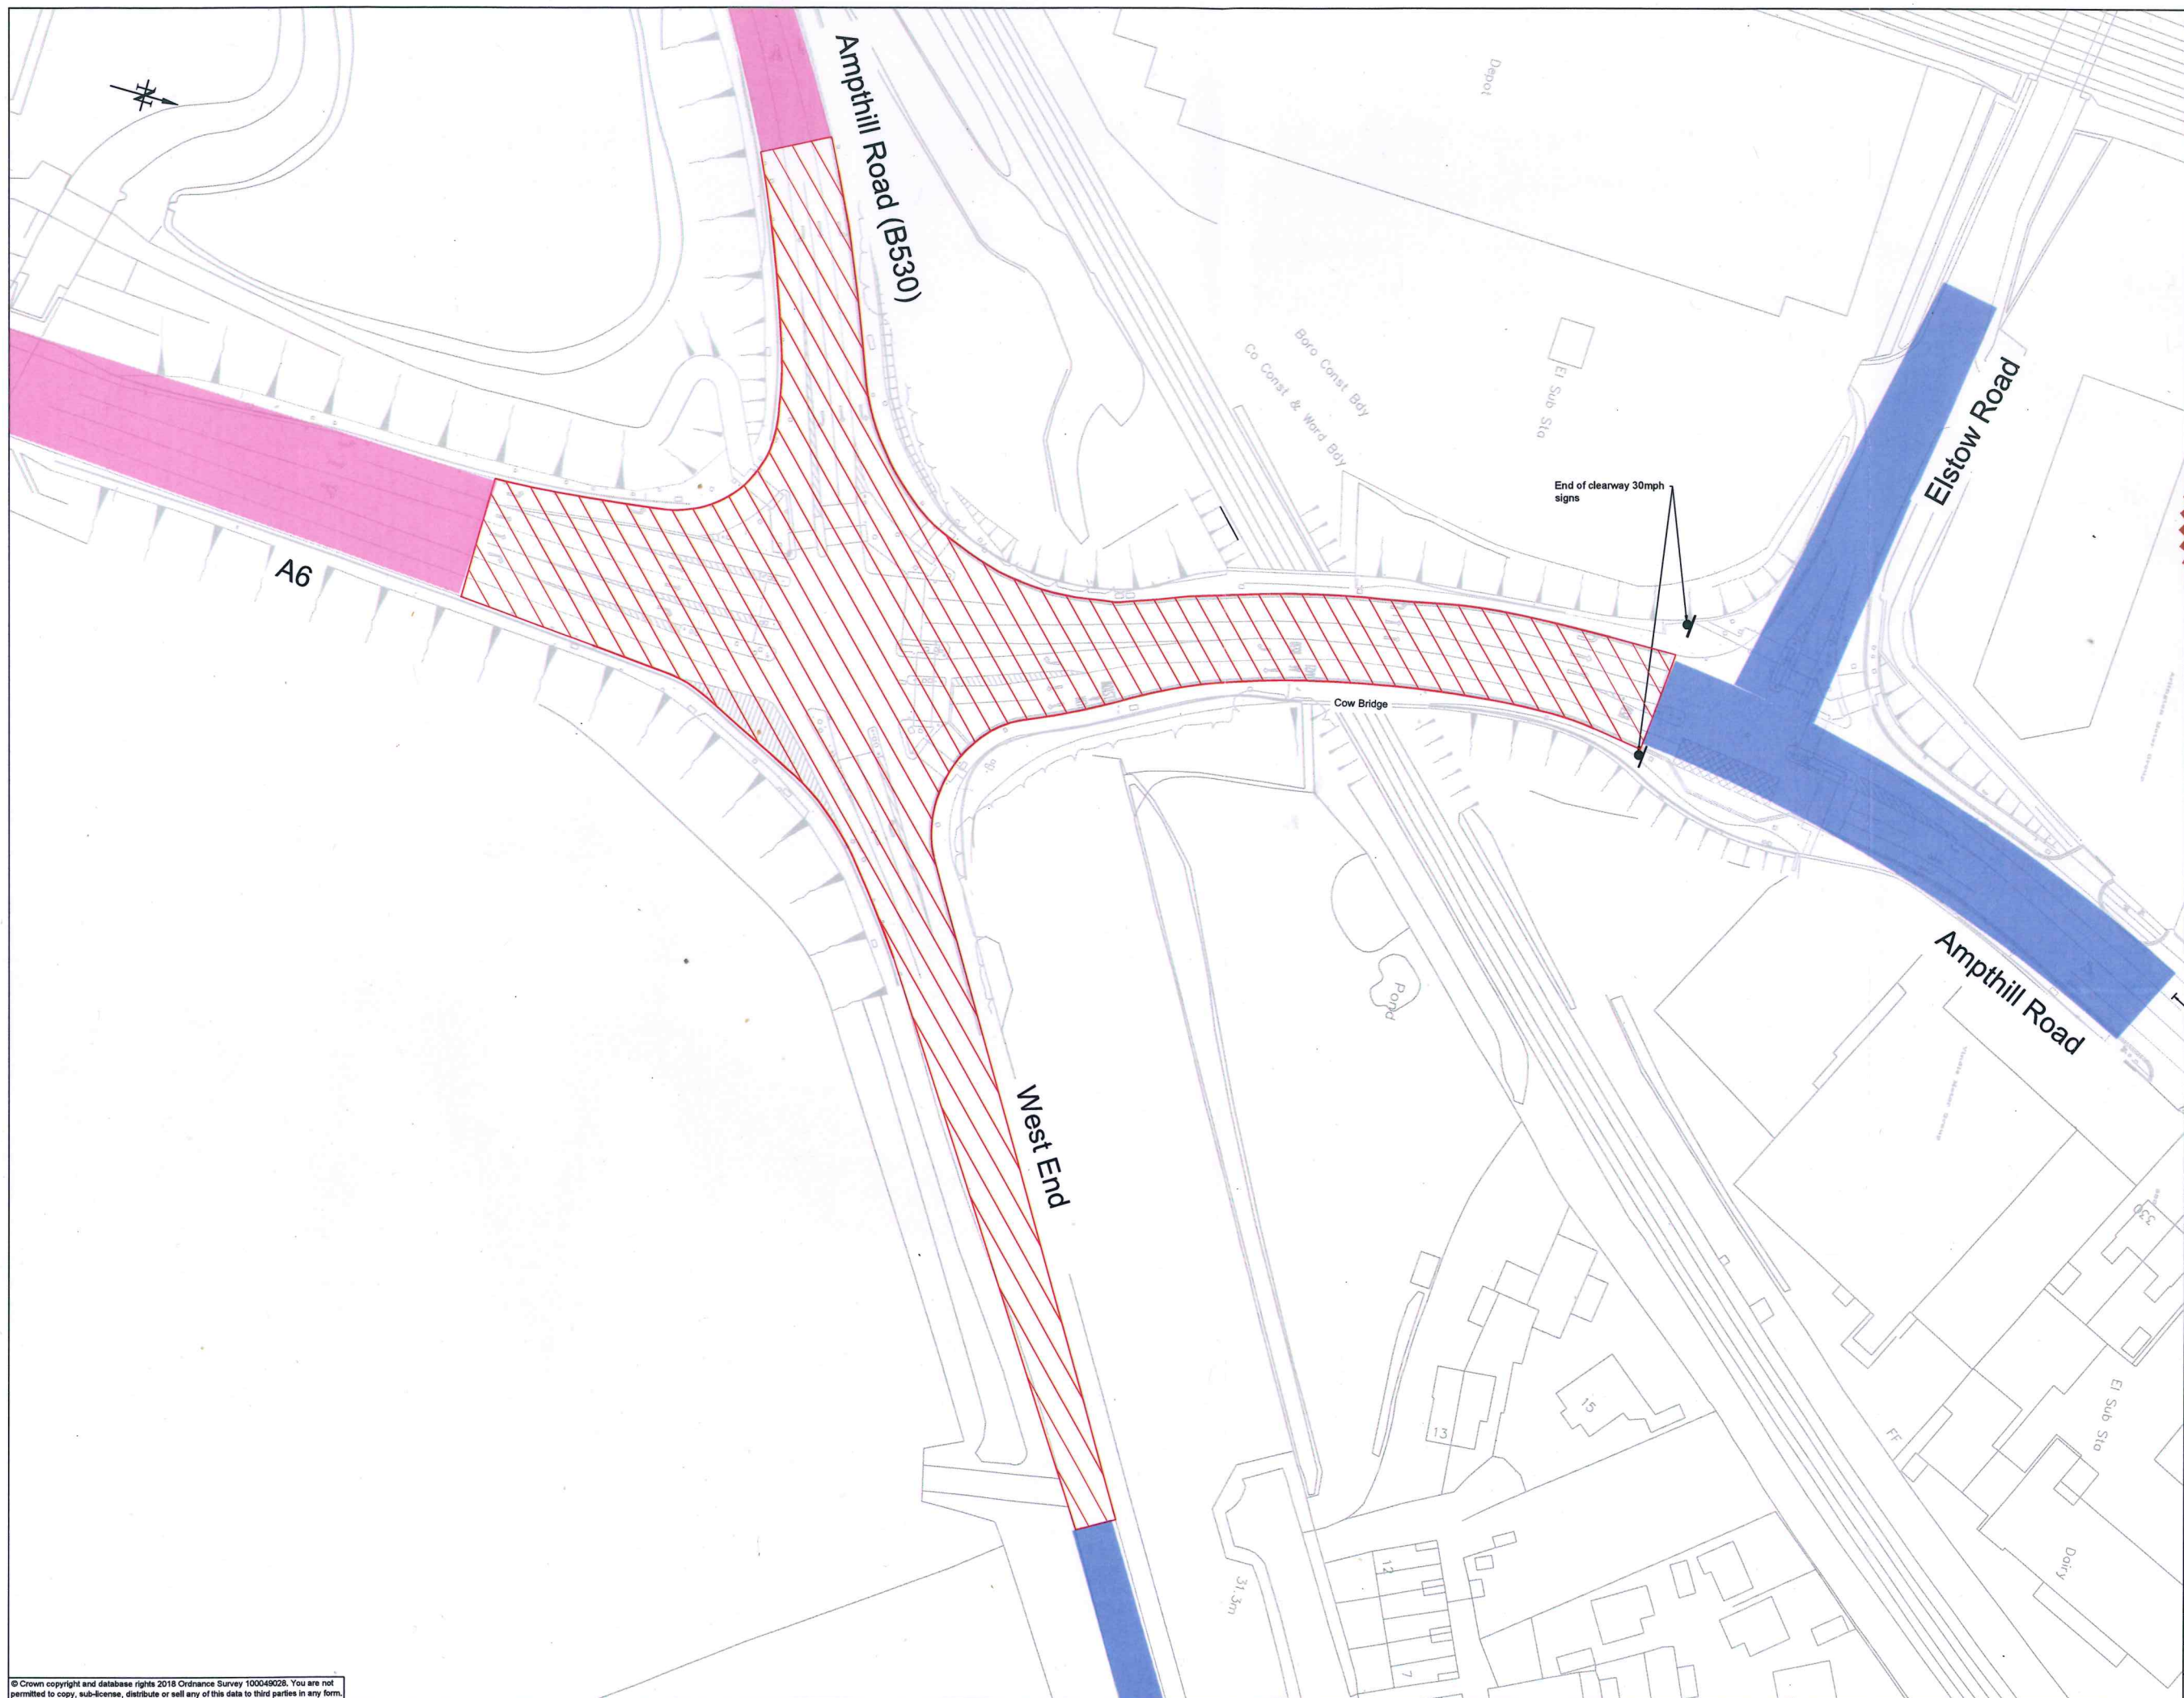 N
Ampthill Road (B530)
Depot
Boro Const Bdy
Co Const & Ward Bdy
El Sub Sta
Elstow Road
End of clearway 30mph
signs
A6
Cow Bridge
Ampthill Road
Pond
West End
330
15
13
El Sub Sta
FF
Dairy
12
31.3m
7
© Crown copyright and database rights 2018 Ordnance Survey 100049028. You are not
permitted to copy, sub-license, distribute or sell any of this data to third parties in any form.